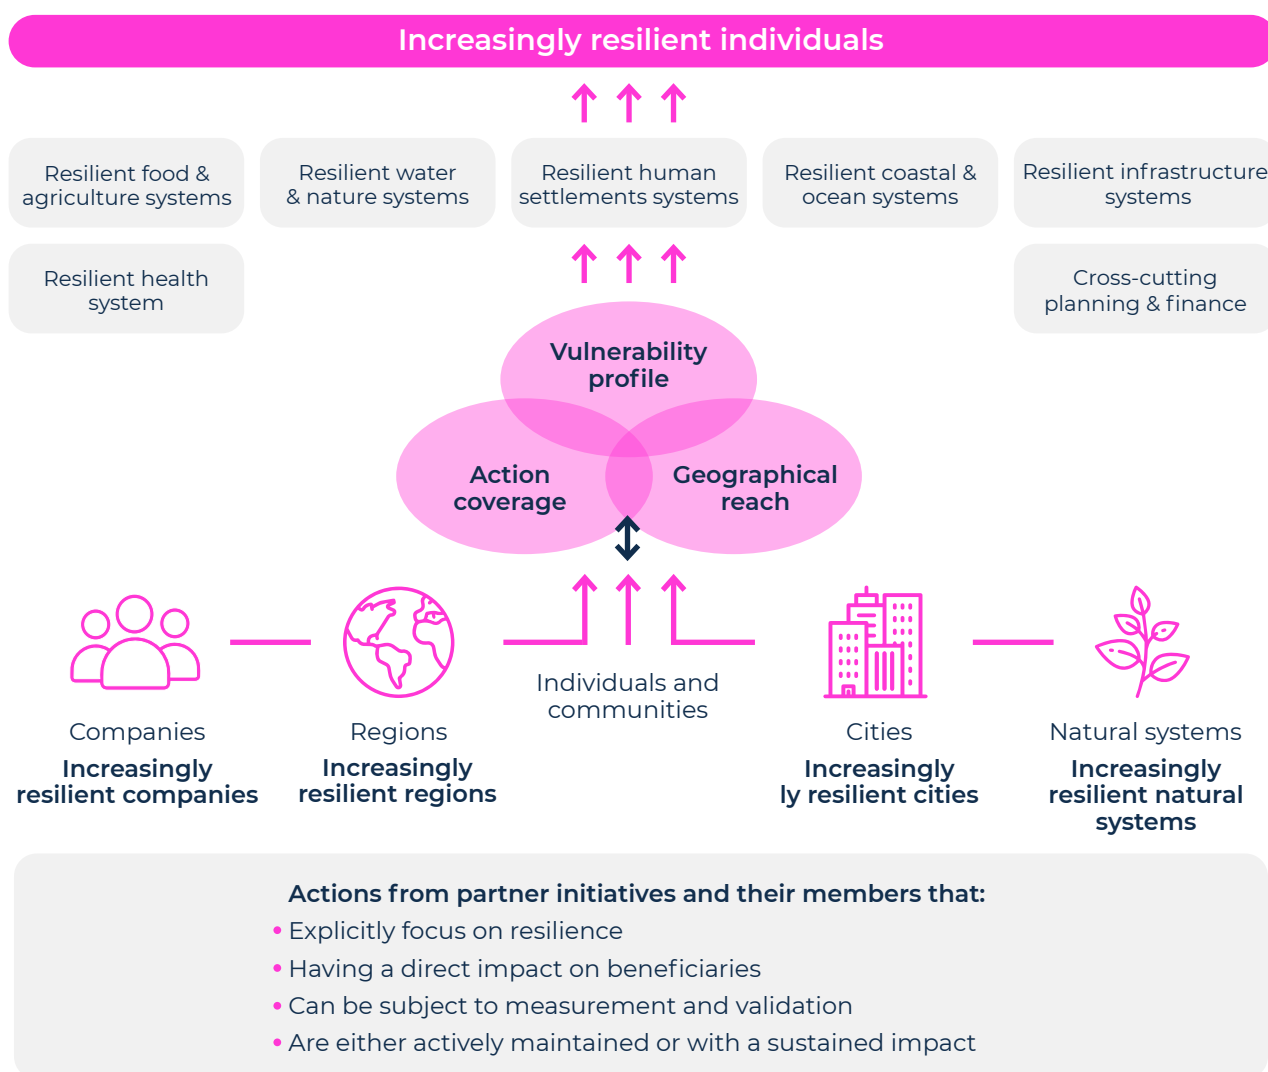 Increasingly resilient individuals
Resilient food &
agriculture systems
Resilient water
& nature systems
Resilient human
settlements systems
Resilient coastal &
ocean systems
Resilient infrastructure
systems
Resilient health
system
Cross-cutting
planning & finance
Vulnerability
profile
Action
coverage
Geographical
reach
Companies
Increasingly
resilient companies
Regions
Increasingly
resilient regions
Individuals and
communities
Cities
Increasingly
ly resilient cities
Natural systems
Increasingly
resilient natural
systems
Actions from partner initiatives and their members that:
• Explicitly focus on resilience
• Having a direct impact on beneficiaries
• Can be subject to measurement and validation
• Are either actively maintained or with a sustained impact